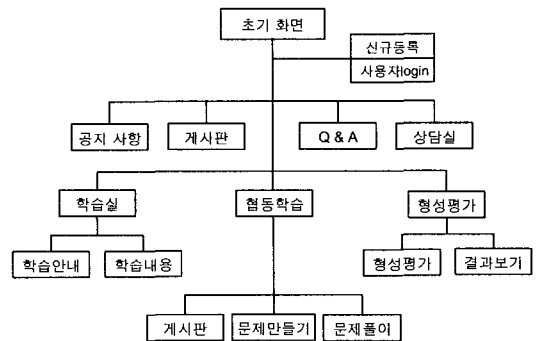 초기 화면
신규등록
사용자login
공지 사항
게시판
Q & A
상담실
학습실
협동학습
형성평가
학습안내
학습내용
형성평가
결과보기
게시판
문제만들기
문제풀이